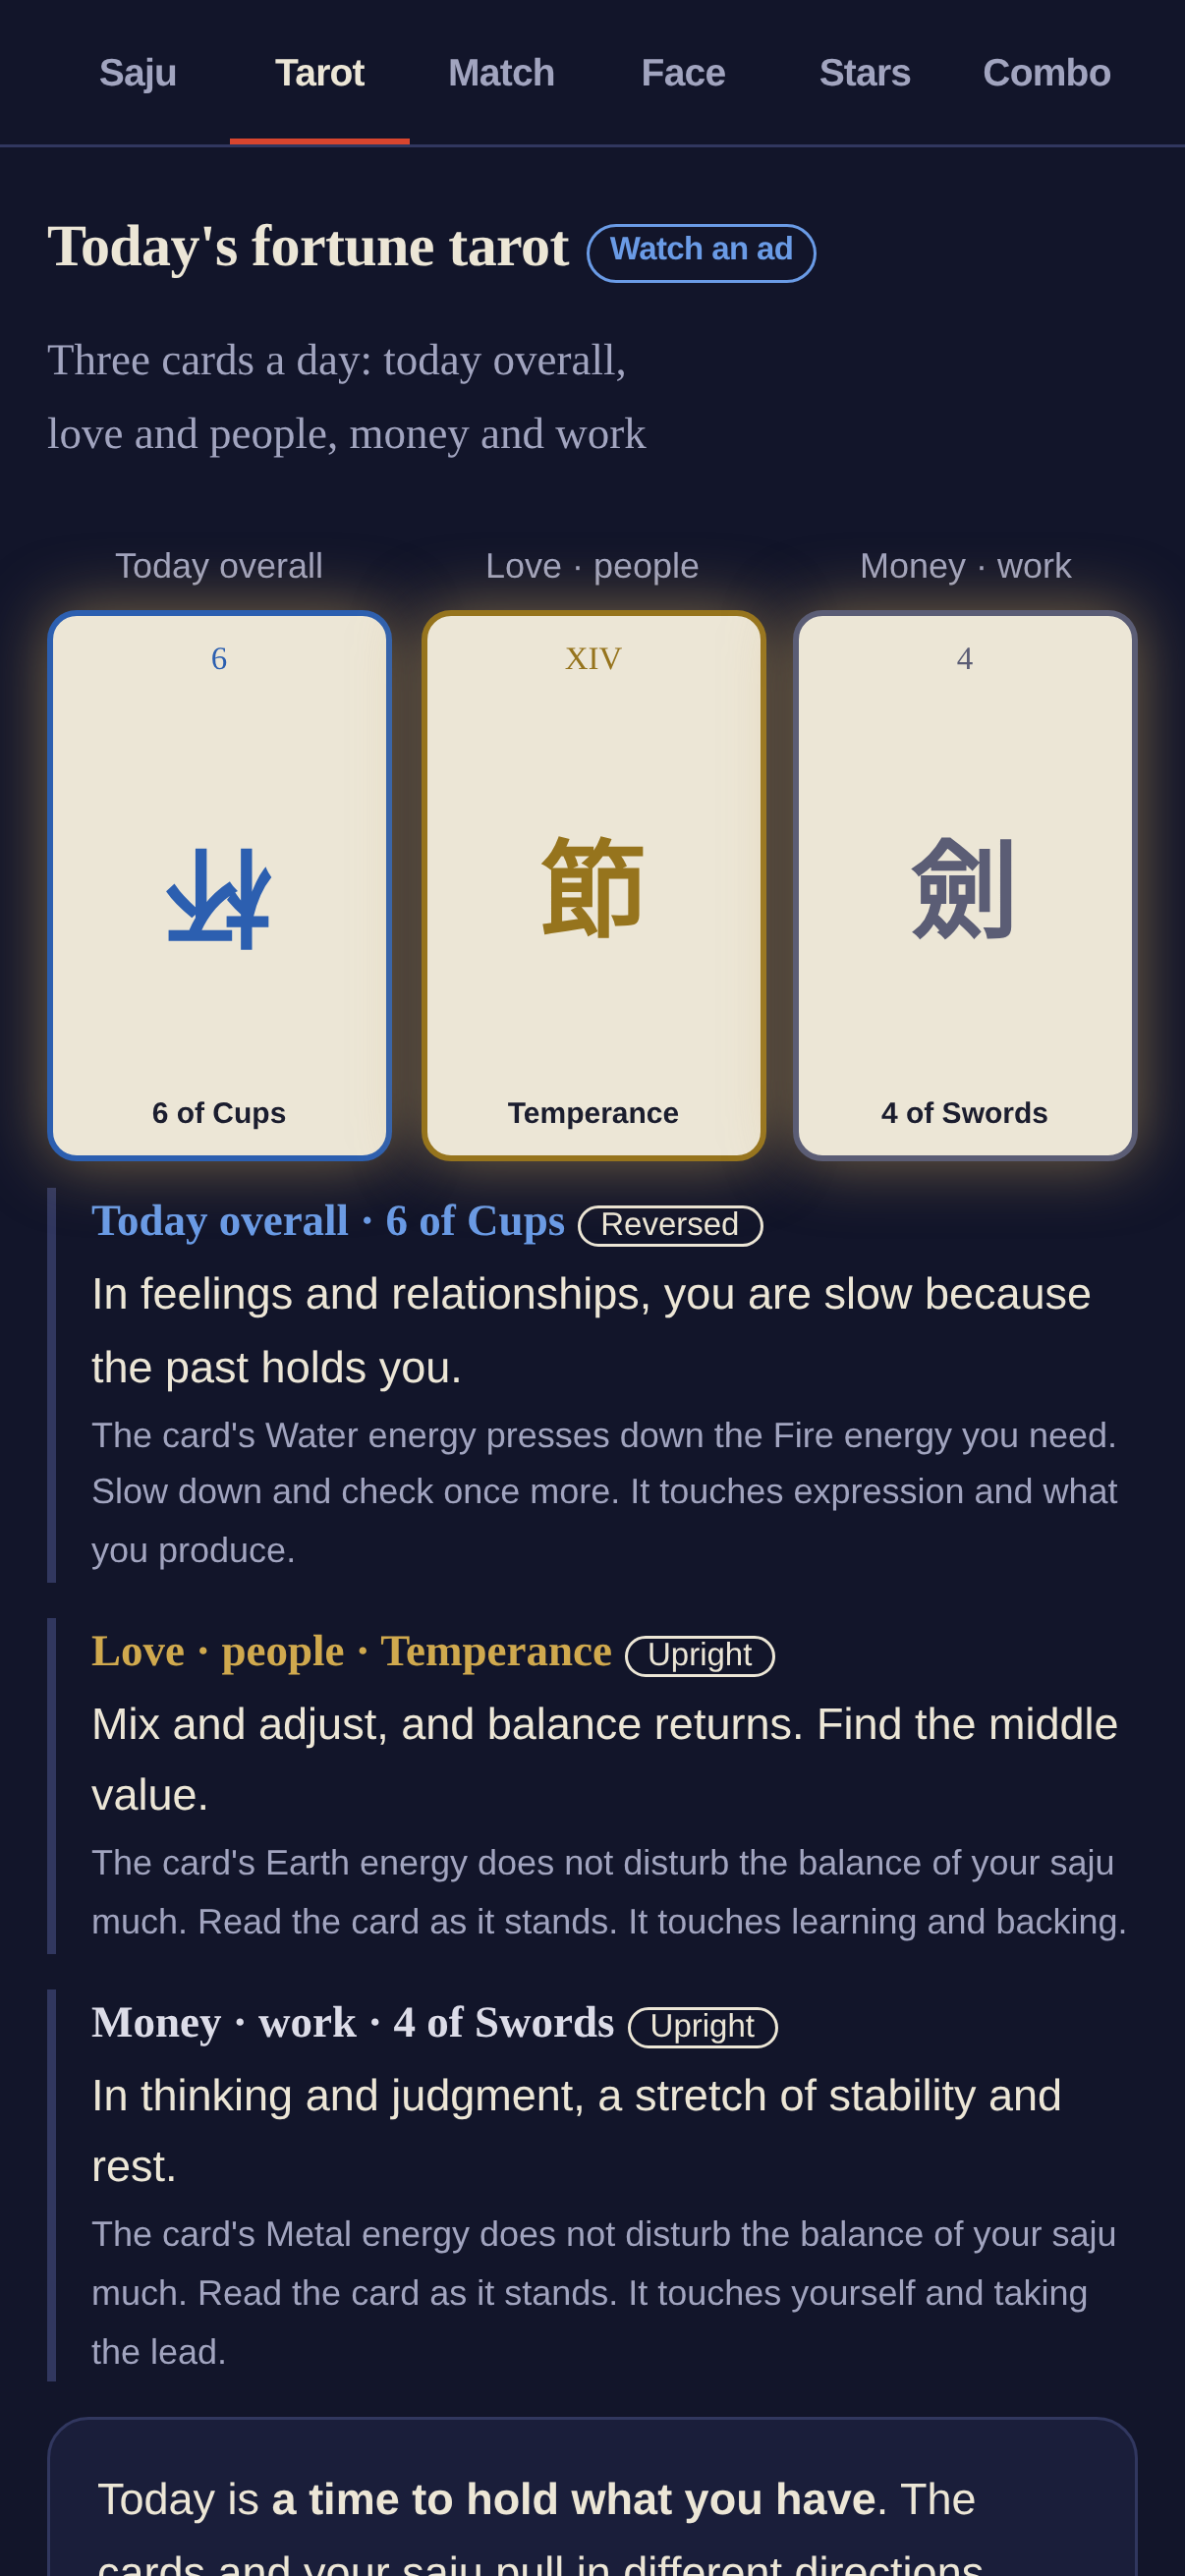 Saju Tarot Match Face Stars Combo
Today's fortune tarot Watch an ad
Three cards a day: today overall,
love and people, money and work
Today overall Love · people Money · work
6 XIV 4
杯 節 劍
6 of Cups Temperance 4 of Swords
Today overall · 6 of Cups Reversed
In feelings and relationships, you are slow because
the past holds you.
The card's Water energy presses down the Fire energy you need.
Slow down and check once more. It touches expression and what
you produce.
Love · people · Temperance Upright
Mix and adjust, and balance returns. Find the middle
value.
The card's Earth energy does not disturb the balance of your saju
much. Read the card as it stands. It touches learning and backing.
Money · work · 4 of Swords Upright
In thinking and judgment, a stretch of stability and
rest.
The card's Metal energy does not disturb the balance of your saju
much. Read the card as it stands. It touches yourself and taking
the lead.
Today is a time to hold what you have. The
cards and your saju pull in different directions